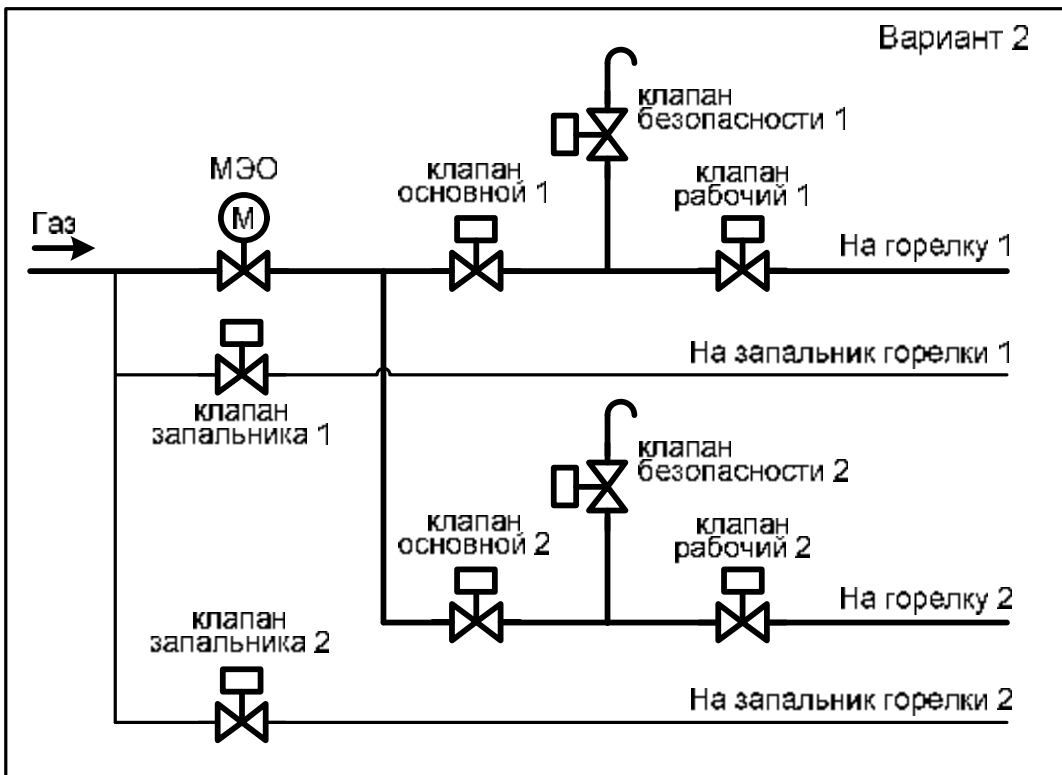 Вариант 2
клапан
безопасности 1
МЭО
клапан
основной 1
клапан
рабочий 1
Газ
М
На горелку 1
На запальник горелки 1
клапан
запальника 1
клапан
безопасности 2
клапан
основной 2
клапан
рабочий 2
На горелку 2
клапан
запальника 2
На запальник горелки 2